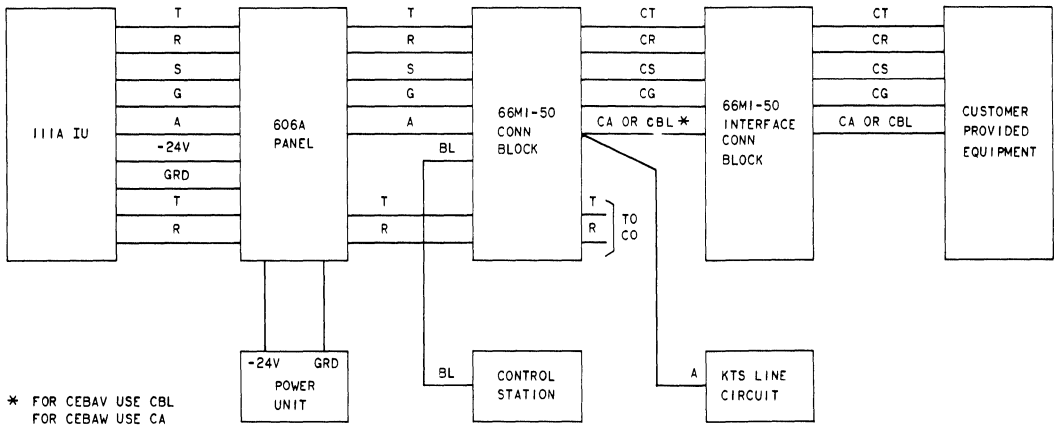 T T CT CT
R R CR CR
S S CS CS
G G CG CG
111A IU
A
606A
PANEL
A
66M1-50
CONN
BLOCK
CA OR CBL *
66M1-50
INTERFACE
CONN
BLOCK
CA OR CBL
CUSTOMER
PROVIDED
EQUIPMENT
-24V
BL
GRD
T T T
R R R
TO
CO
-24V GRD
POWER
UNIT
BL
CONTROL
STATION
A
KTS LINE
CIRCUIT
* FOR CEBAV USE CBL
FOR CEBAW USE CA